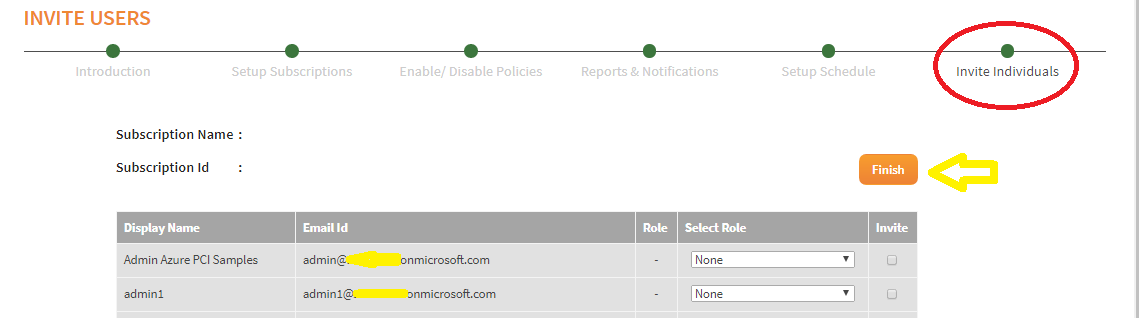 INVITE USERS
Introduction Setup Subscriptions Enable/ Disable Policies Reports & Notifications Setup Schedule Invite Individuals
Subscription Name :
Subscription Id :
Finish
Display Name Email Id Role Select Role Invite
Admin Azure PCI Samples admin@ onmicrosoft.com - None
admin1 admin1@ onmicrosoft.com - None